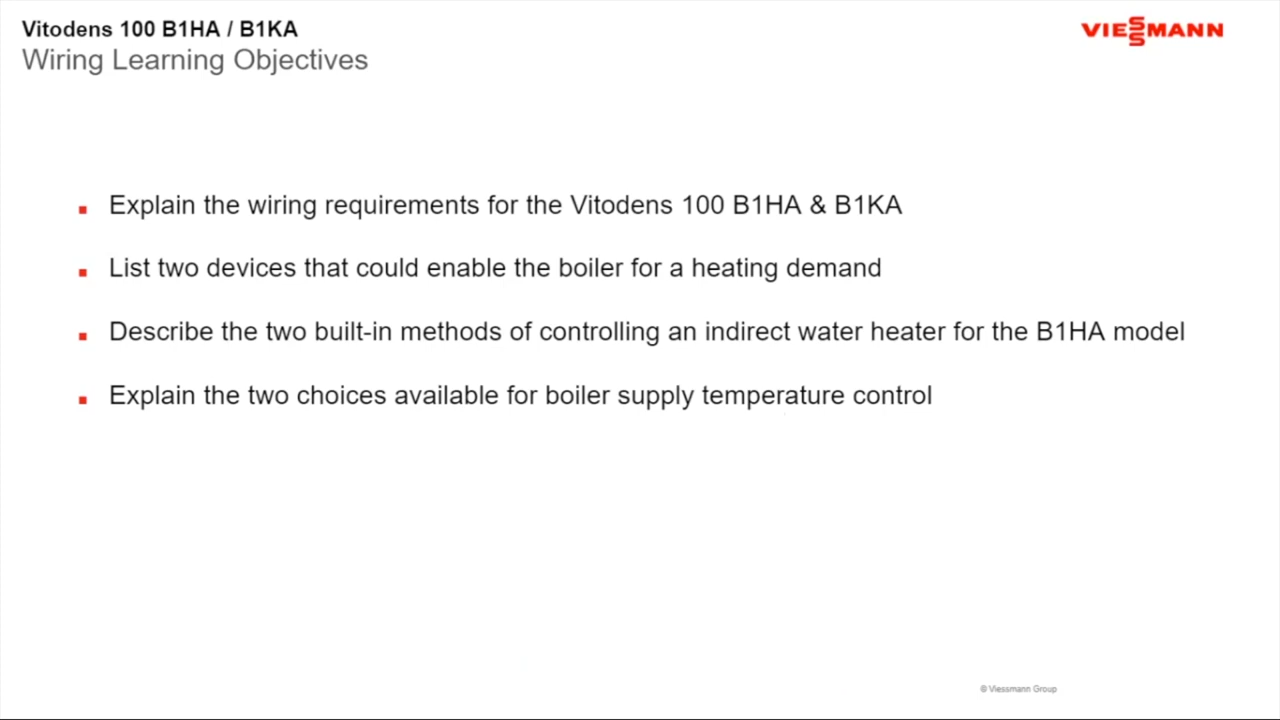 Vitodens 100 B1HA / B1KA
VIESSMANN
Wiring Learning Objectives
Explain the wiring requirements for the Vitodens 100 B1HA & B1KA
List two devices that could enable the boiler for a heating demand
Describe the two built-in methods of controlling an indirect water heater for the B1HA model
Explain the two choices available for boiler supply temperature control
© Viessmann Group